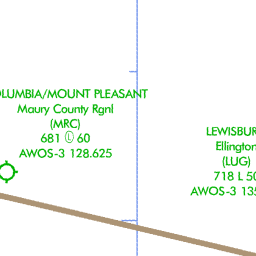 OLUMBIA/MOUNT PLEASANT
Maury County Rgnl
(MRC)
681 Ⓛ 60
AWOS-3 128.625
LEWISBUR
Ellington
(LUG)
718 L 50
AWOS-3 135